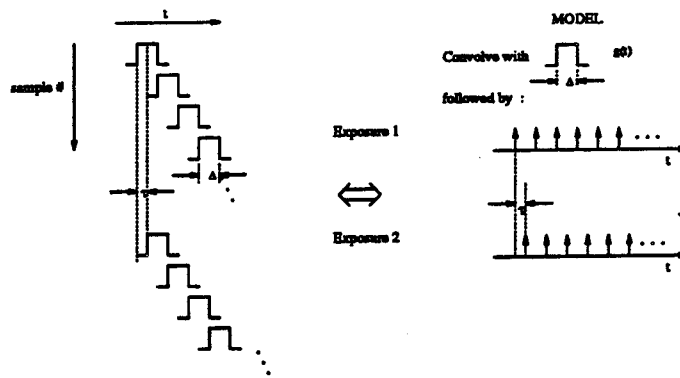 t
MODEL
Convolve with
g(t)
sample #
Δ
followed by :
Exposure 1
...
t
Δ
τ
τ
Exposure 2
...
t